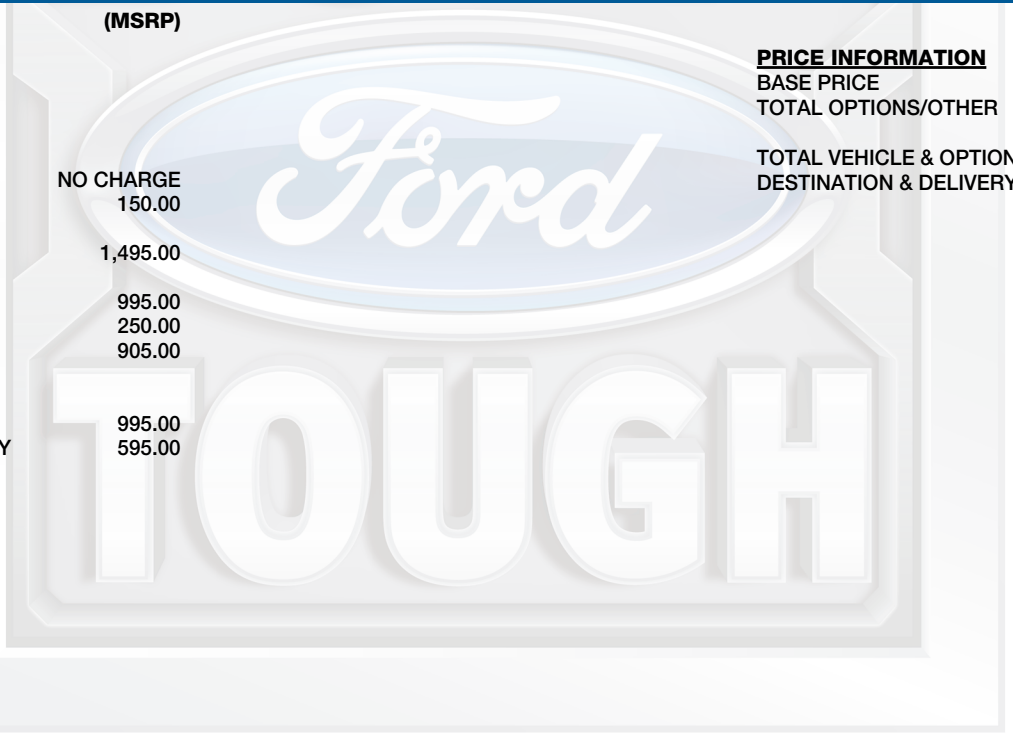 (MSRP)
NO CHARGE
150.00
1,495.00
995.00
250.00
905.00
995.00
Y 595.00
PRICE INFORMATION
BASE PRICE
TOTAL OPTIONS/OTHER
TOTAL VEHICLE & OPTION
DESTINATION & DELIVERY
Ford
TOUGH